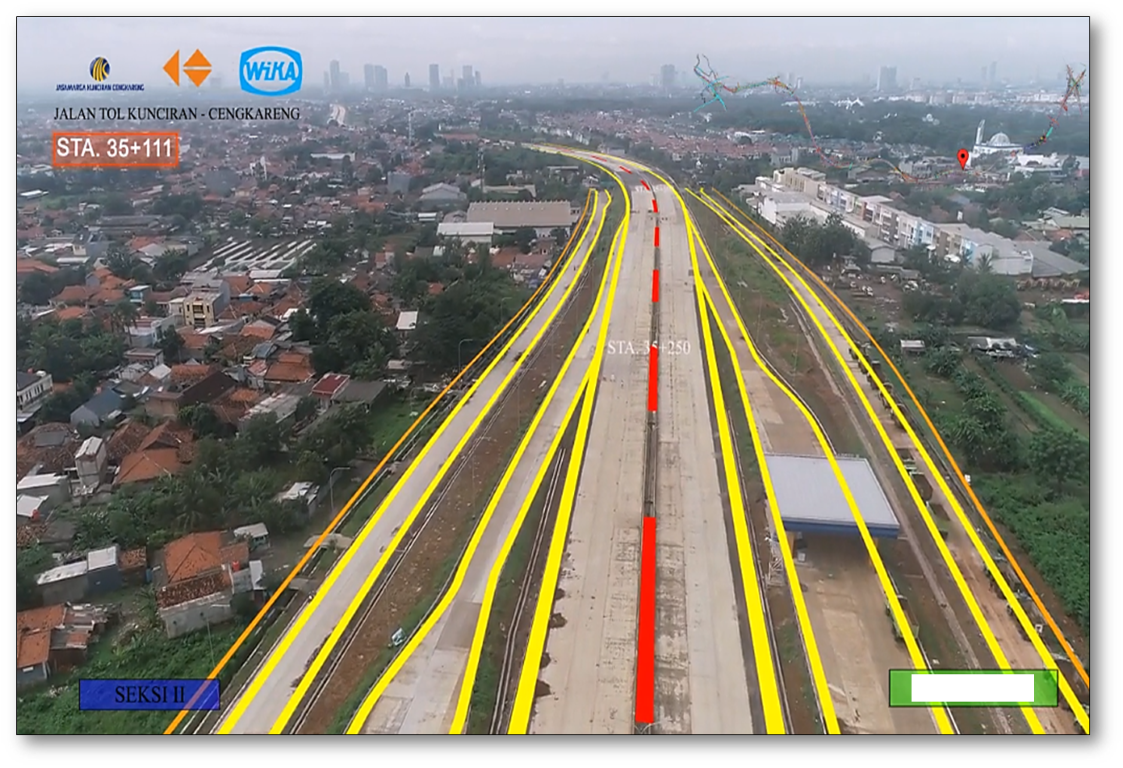 JASAMARGA KUNCIRAN CENGKARENG
WIKA
JALAN TOL KUNCIRAN - CENGKARENG
STA. 35+111
STA. 35+250
SEKSI II